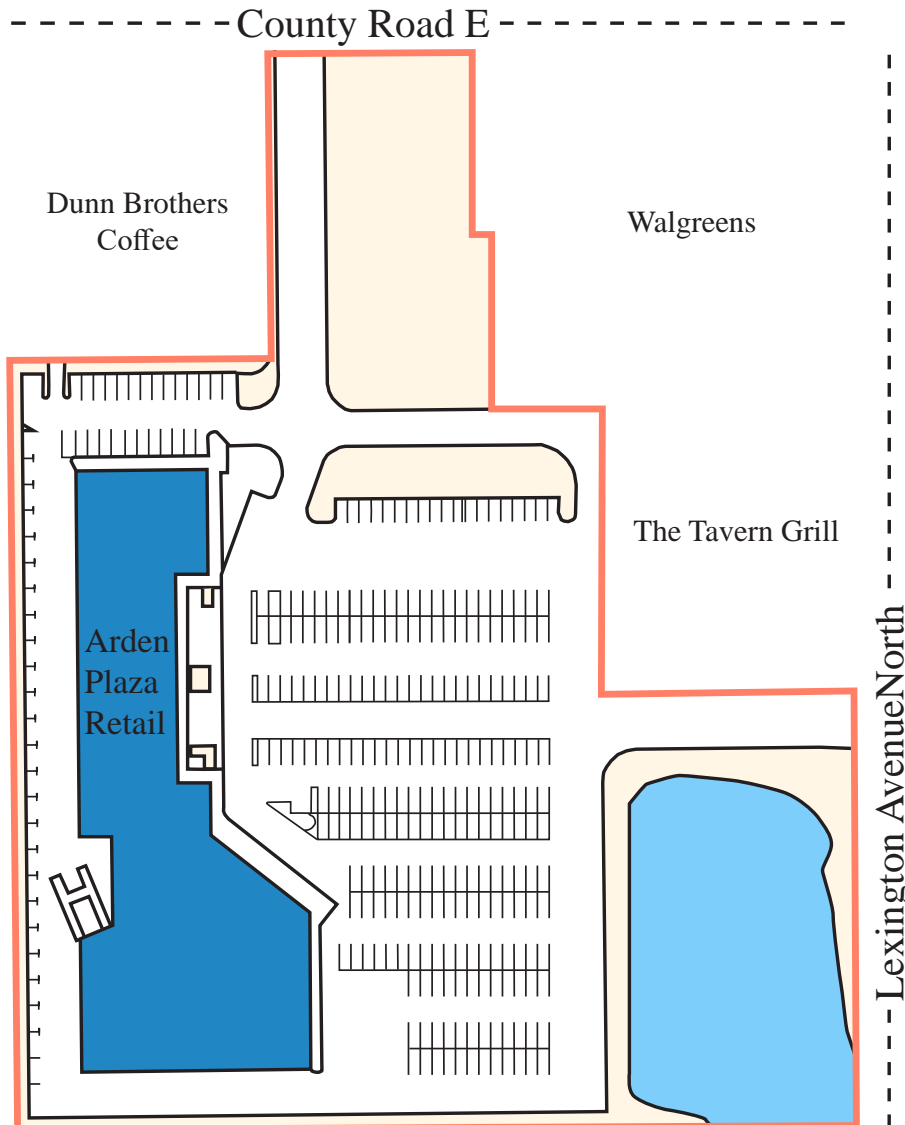 County Road E
Dunn Brothers
Coffee
Walgreens
The Tavern Grill
Arden
Plaza
Retail
Lexington AvenueNorth